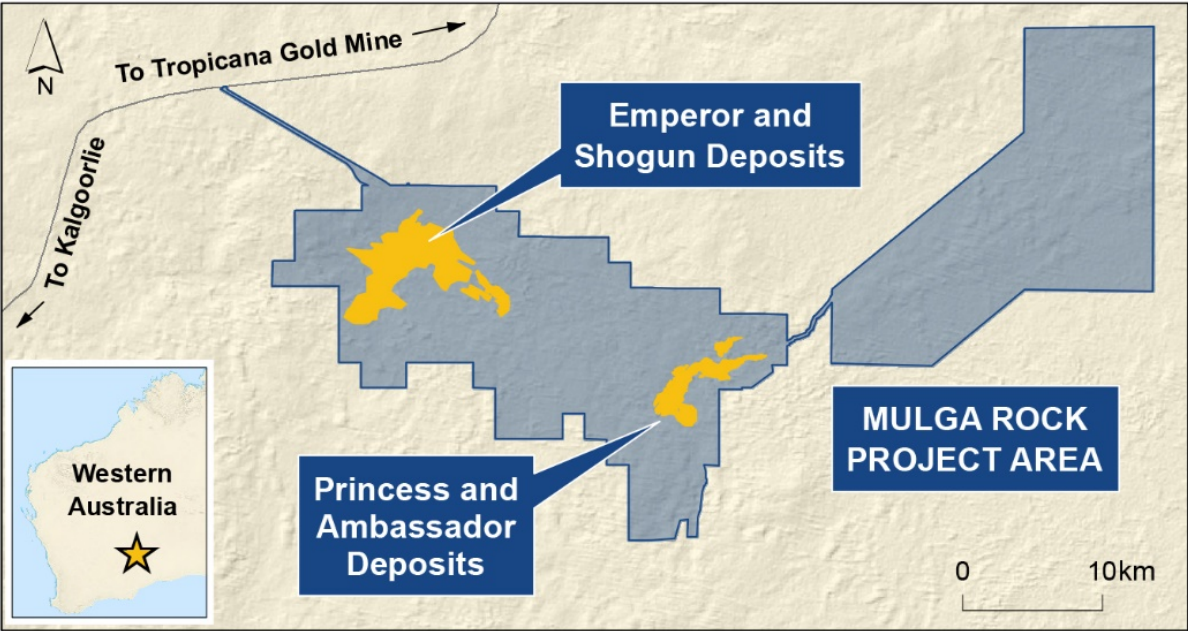 To Tropicana Gold Mine
N
To Kalgoorlie
Emperor and
Shogun Deposits
Western
Australia
Princess and
Ambassador
Deposits
MULGA ROCK
PROJECT AREA
0 10km